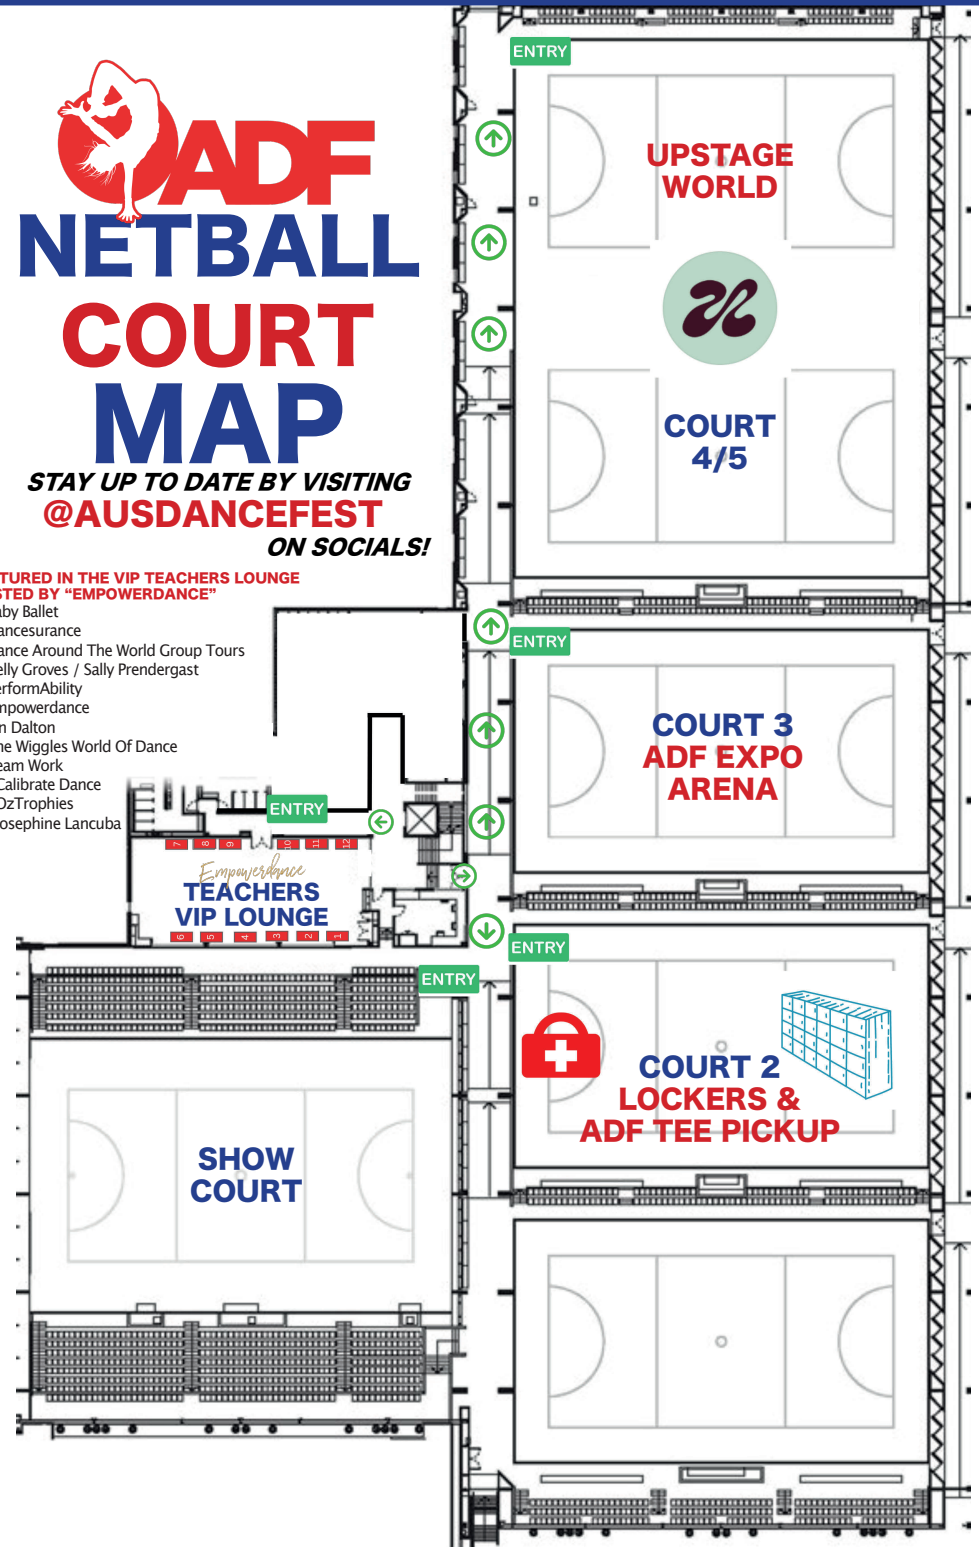 ADF
NETBALL
COURT
MAP
STAY UP TO DATE BY VISITING
@AUSDANCEFEST
ON SOCIALS!
TURED IN THE VIP TEACHERS LOUNGE
STED BY “EMPOWERDANCE”
by Ballet
ancesurance
ance Around The World Group Tours
elly Groves / Sally Prendergast
erformAbility
mpowerdance
n Dalton
ne Wiggles World Of Dance
eam Work
Calibrate Dance
OzTrophies
osephine Lancuba
ENTRY
7 8 9 10 11 12
Empowerdance
TEACHERS
VIP LOUNGE
6 5 4 3 2 1
ENTRY
SHOW
COURT
ENTRY
UPSTAGE
WORLD
COURT
4/5
ENTRY
COURT 3
ADF EXPO
ARENA
ENTRY
COURT 2
LOCKERS &
ADF TEE PICKUP